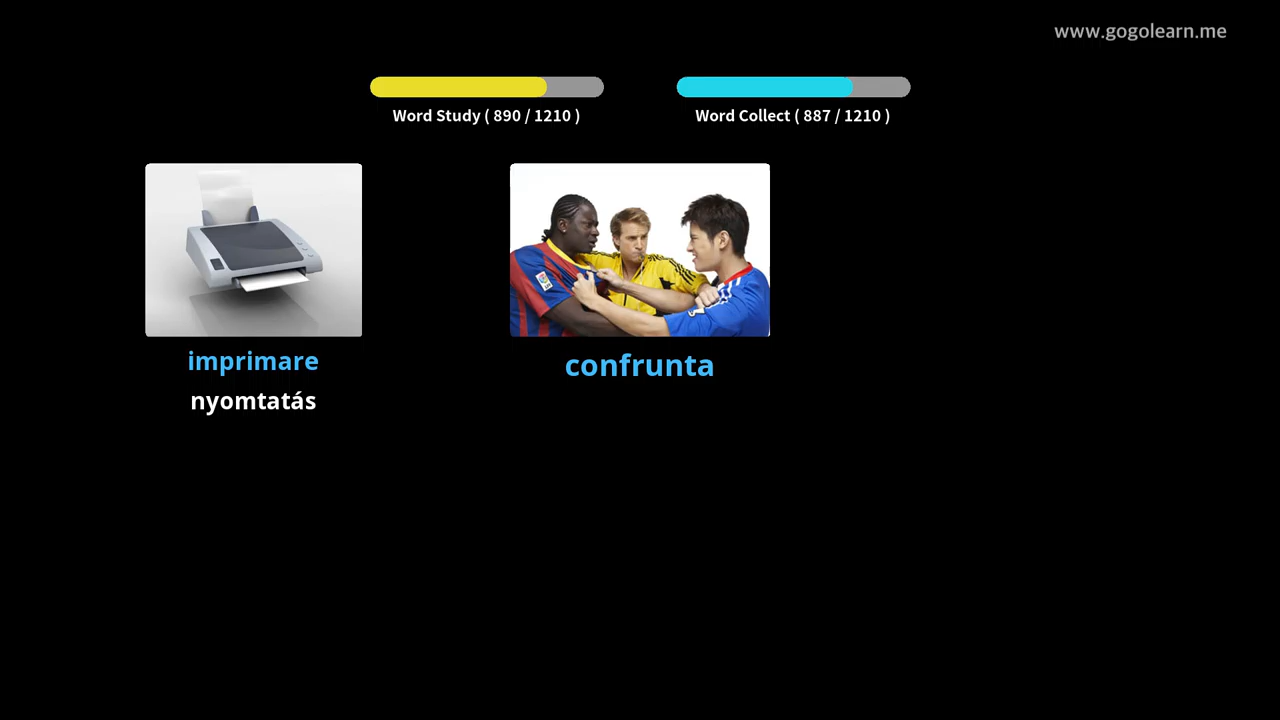 www.gogolearn.me
Word Study ( 890 / 1210 )
Word Collect ( 887 / 1210 )
imprimare
nyomtatás
confrunta